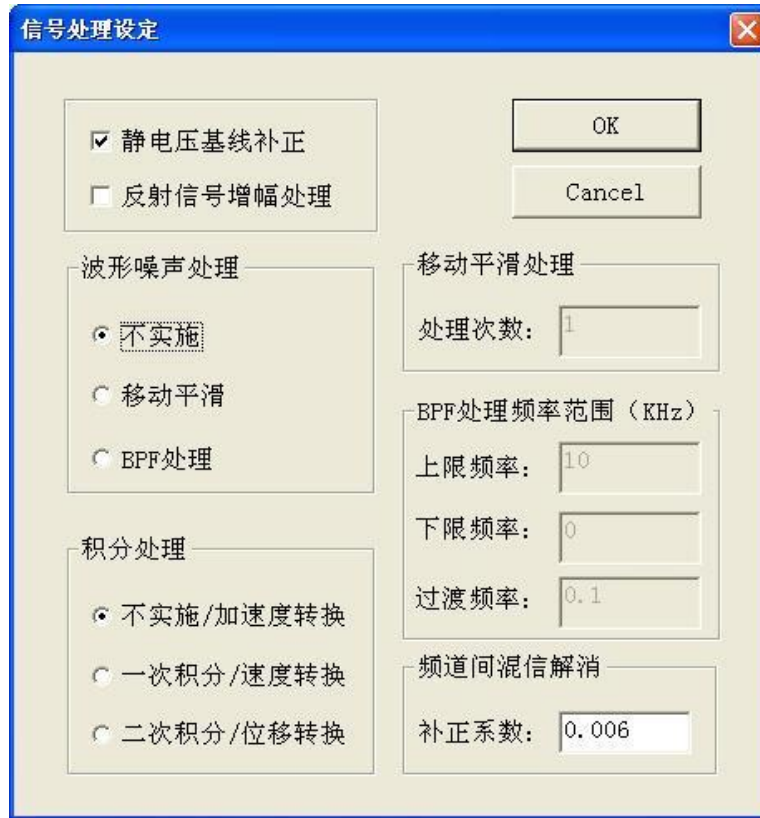 信号处理设定
静电压基线补正
反射信号增幅处理
OK
Cancel
波形噪声处理
不实施
移动平滑
BPF处理
移动平滑处理
处理次数: 1
BPF处理频率范围（KHz）
上限频率: 10
下限频率: 0
过渡频率: 0.1
积分处理
不实施/加速度转换
一次积分/速度转换
二次积分/位移转换
频道间混信解消
补正系数: 0.006